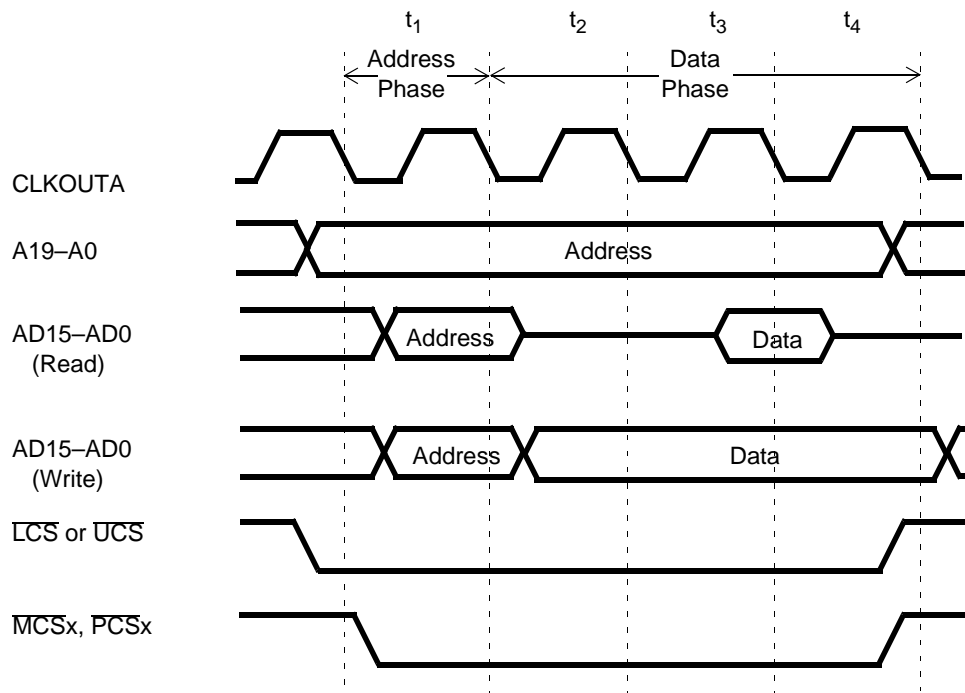 t1 t2 t3 t4
Address Phase
Data Phase
CLKOUTA
A19–A0
Address
AD15–AD0
(Read)
Address
Data
AD15–AD0
(Write)
Address
Data
LCS or UCS
MCSx, PCSx